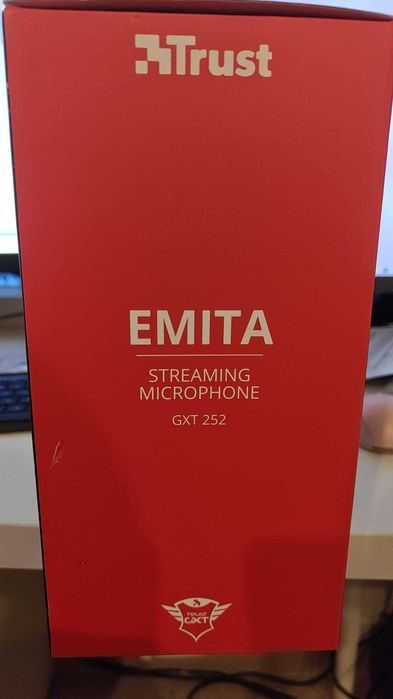 Trust
EMITA
STREAMING
MICROPHONE
GXT 252
TRUST
GXT